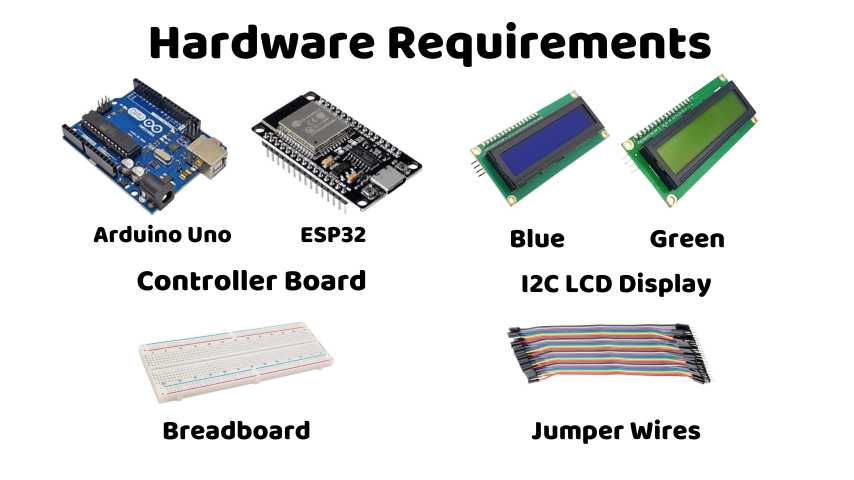 Hardware Requirements
Arduino Uno
ESP32
Blue
Green
Controller Board
I2C LCD Display
Breadboard
Jumper Wires